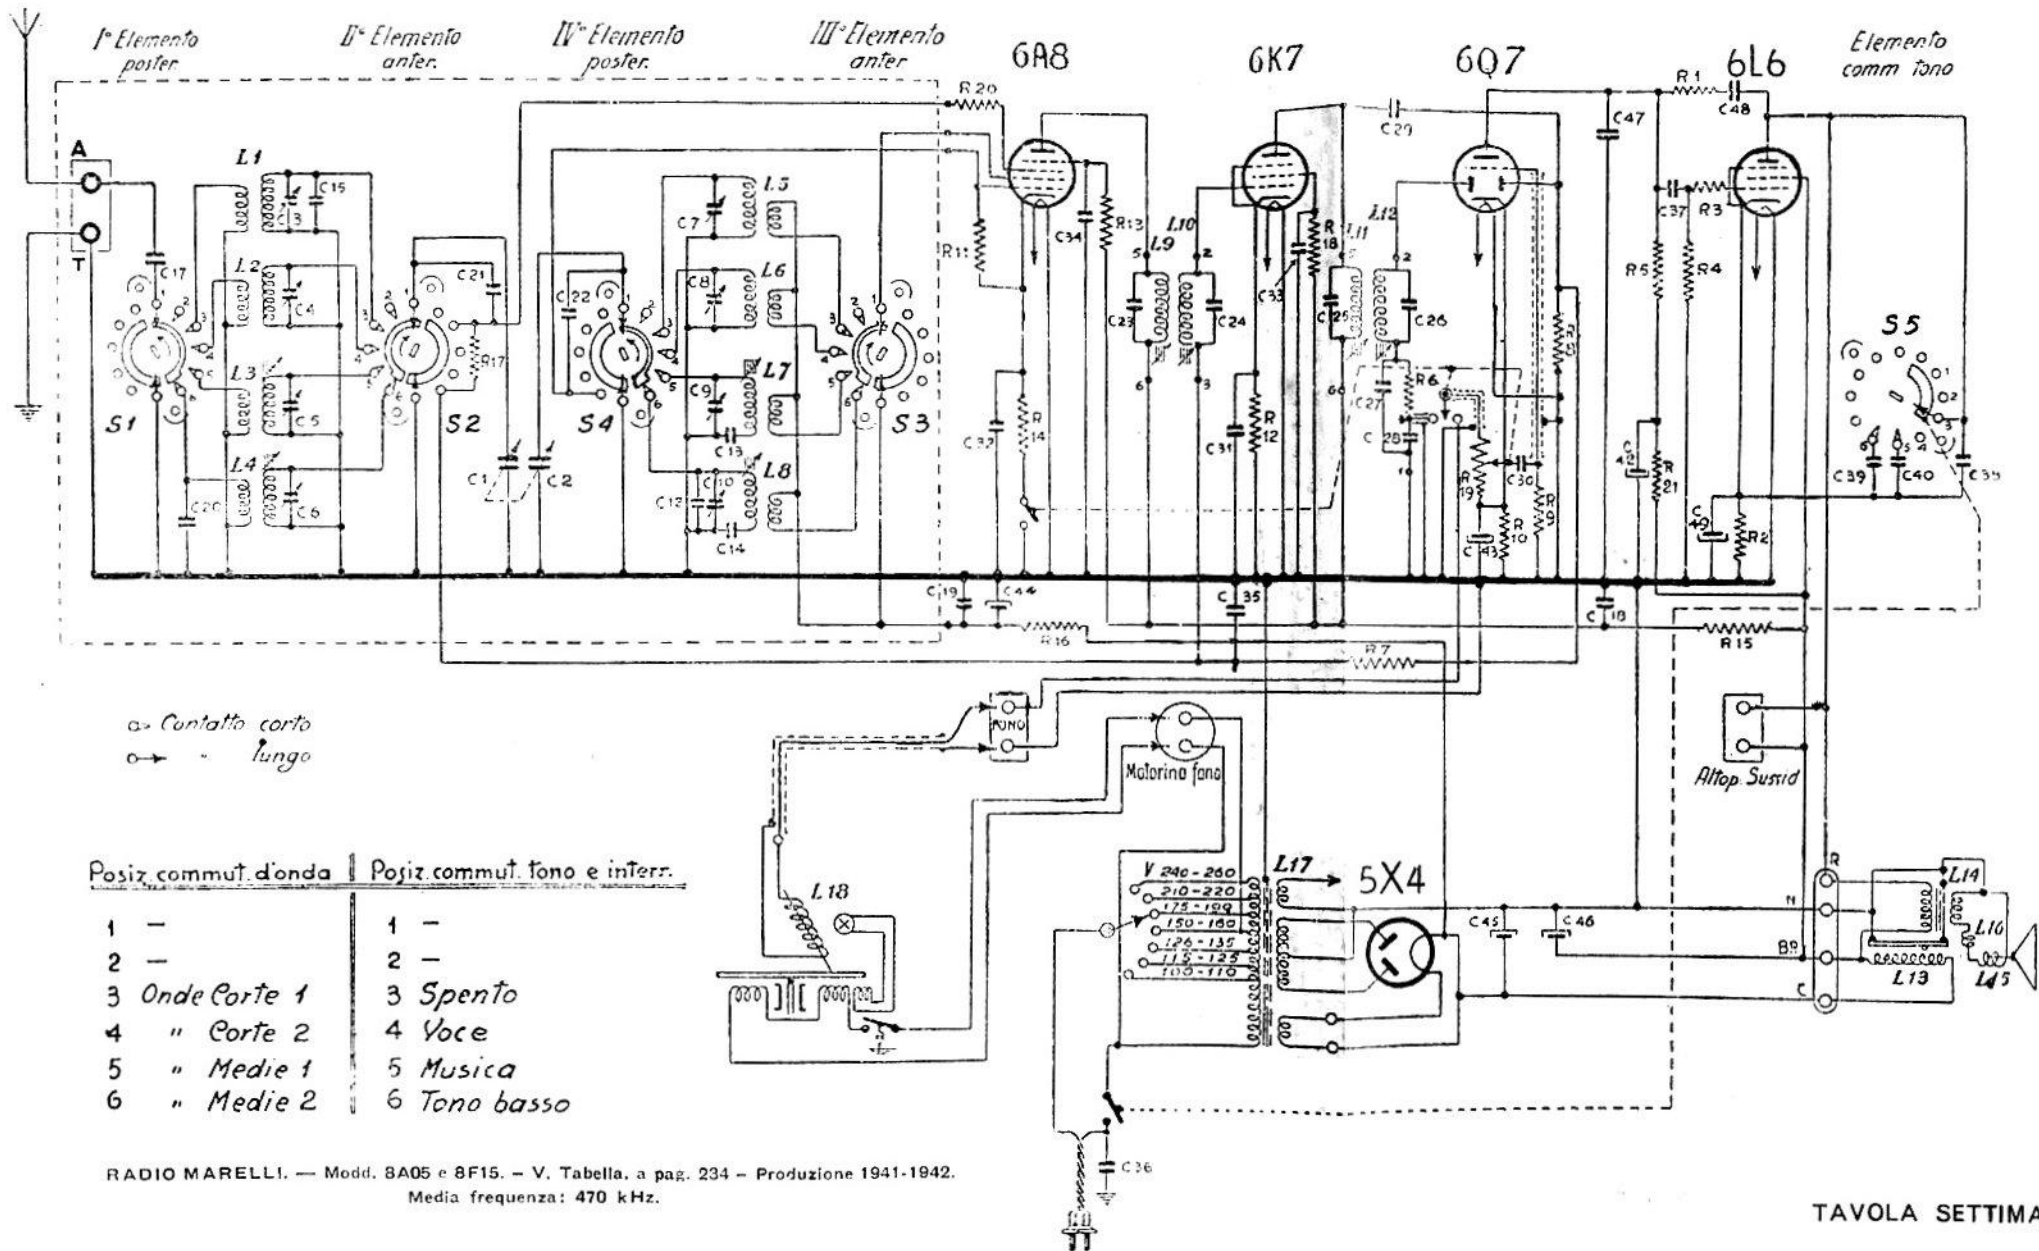 I° Elemento poster.
II° Elemento anter.
IV° Elemento poster.
III° Elemento anter
6A8
6K7
6Q7
6L6
Elemento comm tono
A
T
C17
S1
L1
C3
C15
L2
C4
L3
C5
L4
C6
C20
C21
R17
S2
C1
C2
C22
S4
C7
L5
C8
L6
C9
L7
C13
C12
C10
L8
C14
S3
R20
R11
C32
R14
C34
R13
L9
L10
C23
C24
C31
R12
C33
R18
C29
L11
L12
C25
C26
C27
R6
C28
R19
C30
C43
R10
R9
C47
R1
C48
C37
R3
R5
R4
R21
C49
R2
S5
C39
C40
C19
C44
R16
C35
R7
C18
R15
FONO
Motorino fono
Altop. Sussid
Contatto corto
" lungo
Posiz. commut. d'onda | Posiz. commut. tono e interr.
1 — | 1 —
2 — | 2 —
3 Onde Corte 1 | 3 Spento
4 " Corte 2 | 4 Voce
5 " Medie 1 | 5 Musica
6 " Medie 2 | 6 Tono basso
L18
V 240-260
210-220
175-190
150-160
126-135
115-125
100-110
L17
5X4
C45
C46
R
N
BR
C
L14
L16
L13
L15
C36
RADIO MARELLI. — Modd. 8A05 e 8F15. – V. Tabella, a pag. 234 – Produzione 1941-1942.
Media frequenza: 470 kHz.
TAVOLA SETTIMA